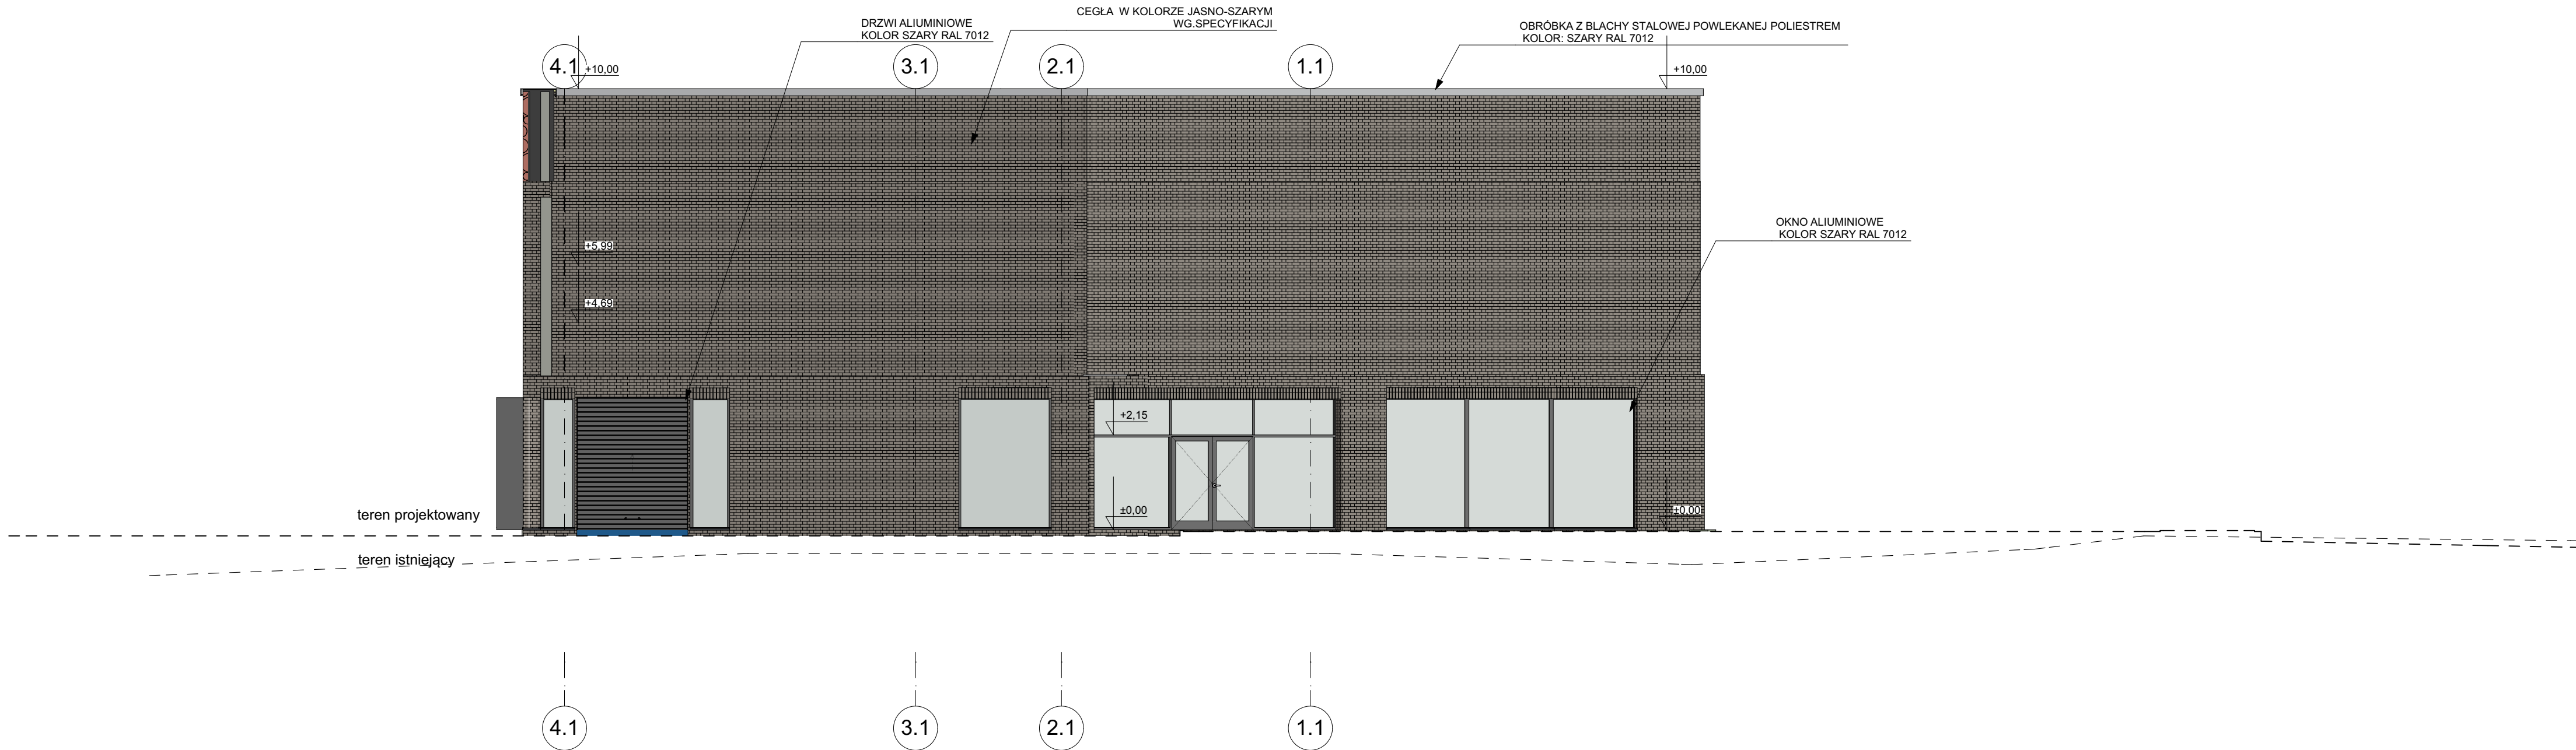 CEGŁA W KOLORZE JASNO-SZARYM
WG.SPECYFIKACJI
DRZWI ALIUMINIOWE
KOLOR SZARY RAL 7012
OBRÓBKA Z BLACHY STALOWEJ POWLEKANEJ POLIESTREM
KOLOR: SZARY RAL 7012
4.1
3.1
2.1
1.1
+10,00
+10,00
OKNO ALIUMINIOWE
KOLOR SZARY RAL 7012
+5,99
+4,69
+2,15
±0,00
±0,00
teren projektowany
teren istniejący
4.1
3.1
2.1
1.1